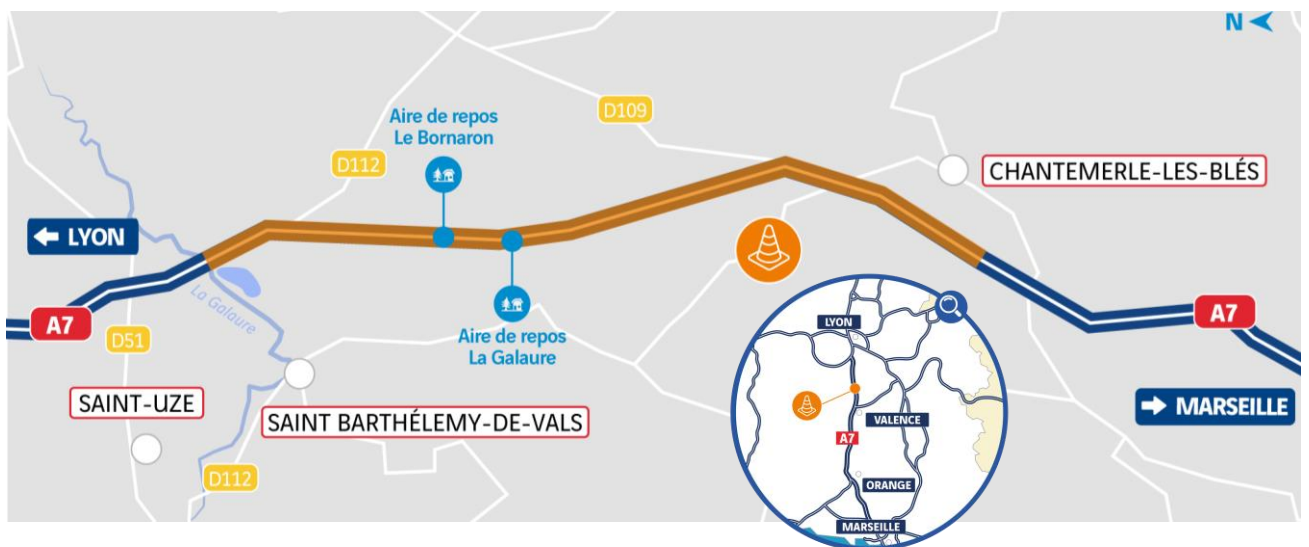 N
D109
Aire de repos
Le Bornaron
D112
CHANTEMERLE-LES-BLÉS
LYON
La Galaure
A7
A7
D51
Aire de repos
La Galaure
SAINT-UZE
SAINT BARTHÉLEMY-DE-VALS
MARSEILLE
D112
LYON
VALENCE
A7
ORANGE
MARSEILLE